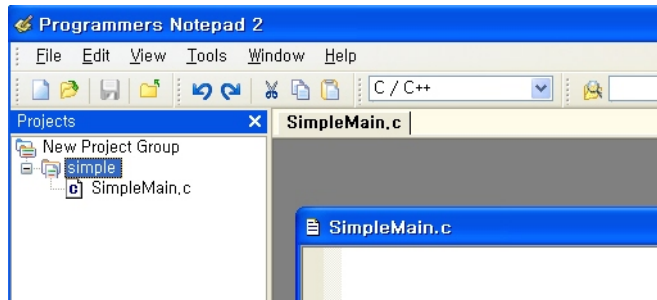 Programmers Notepad 2
File Edit View Tools Window Help
C / C++
Projects
SimpleMain.c
New Project Group
simple
SimpleMain.c
SimpleMain.c